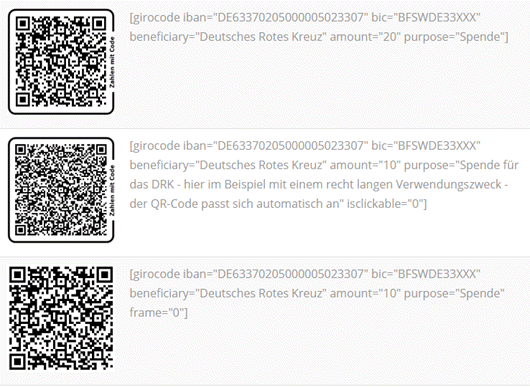 Zahlen mit Code
[girocode iban="DE63370205000005023307" bic="BFSWDE33XXX"
beneficiary="Deutsches Rotes Kreuz" amount="20" purpose="Spende"]
Zahlen mit Code
[girocode iban="DE63370205000005023307" bic="BFSWDE33XXX"
beneficiary="Deutsches Rotes Kreuz" amount="10" purpose="Spende für
das DRK - hier im Beispiel mit einem recht langen Verwendungszweck -
der QR-Code passt sich automatisch an" isclickable="0"]
[girocode iban="DE63370205000005023307" bic="BFSWDE33XXX"
beneficiary="Deutsches Rotes Kreuz" amount="10" purpose="Spende"
frame="0"]